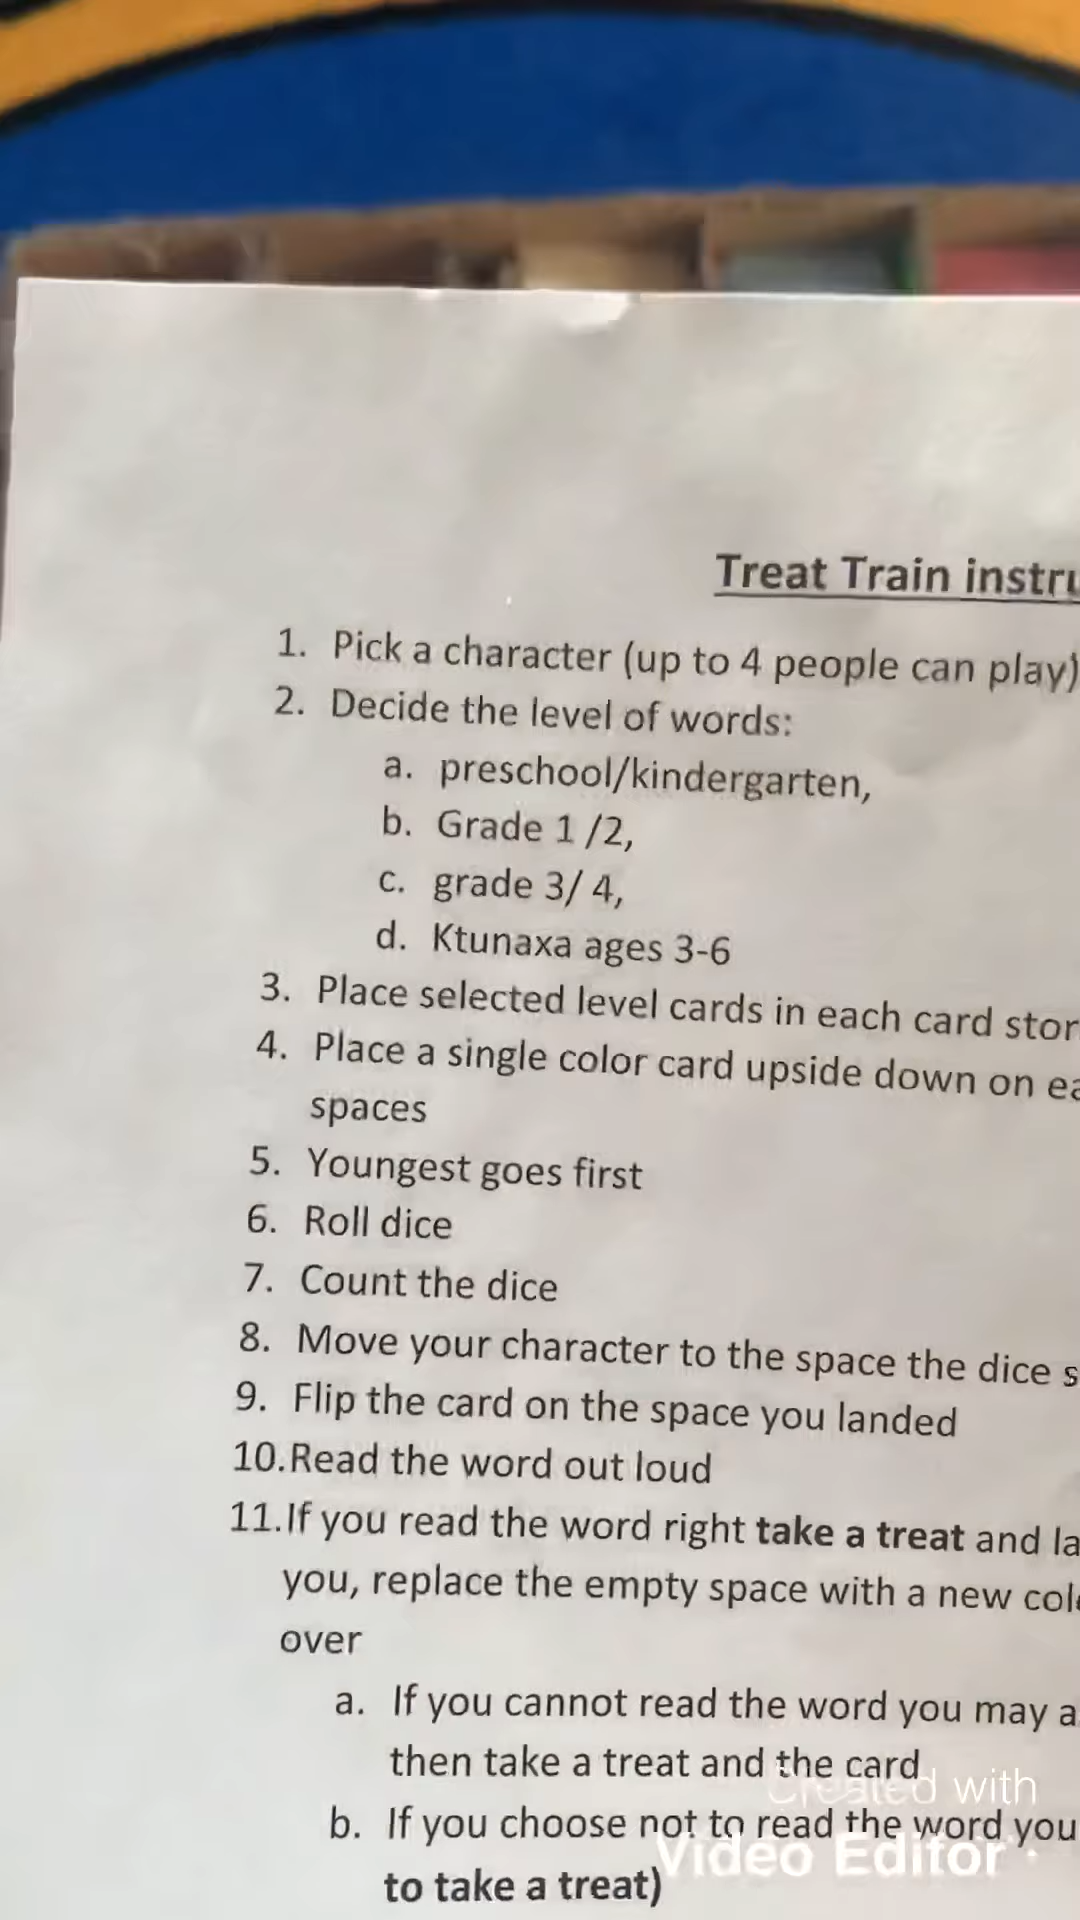 Treat Train instru
1. Pick a character (up to 4 people can play)
2. Decide the level of words:
a. preschool/kindergarten,
b. Grade 1 /2,
c. grade 3/ 4,
d. Ktunaxa ages 3-6
3. Place selected level cards in each card stor
4. Place a single color card upside down on ea
spaces
5. Youngest goes first
6. Roll dice
7. Count the dice
8. Move your character to the space the dice s
9. Flip the card on the space you landed
10.Read the word out loud
11.If you read the word right take a treat and la
you, replace the empty space with a new col
over
a. If you cannot read the word you may a
then take a treat and the card
b. If you choose not to read the word you
to take a treat)
Created with
Video Editor